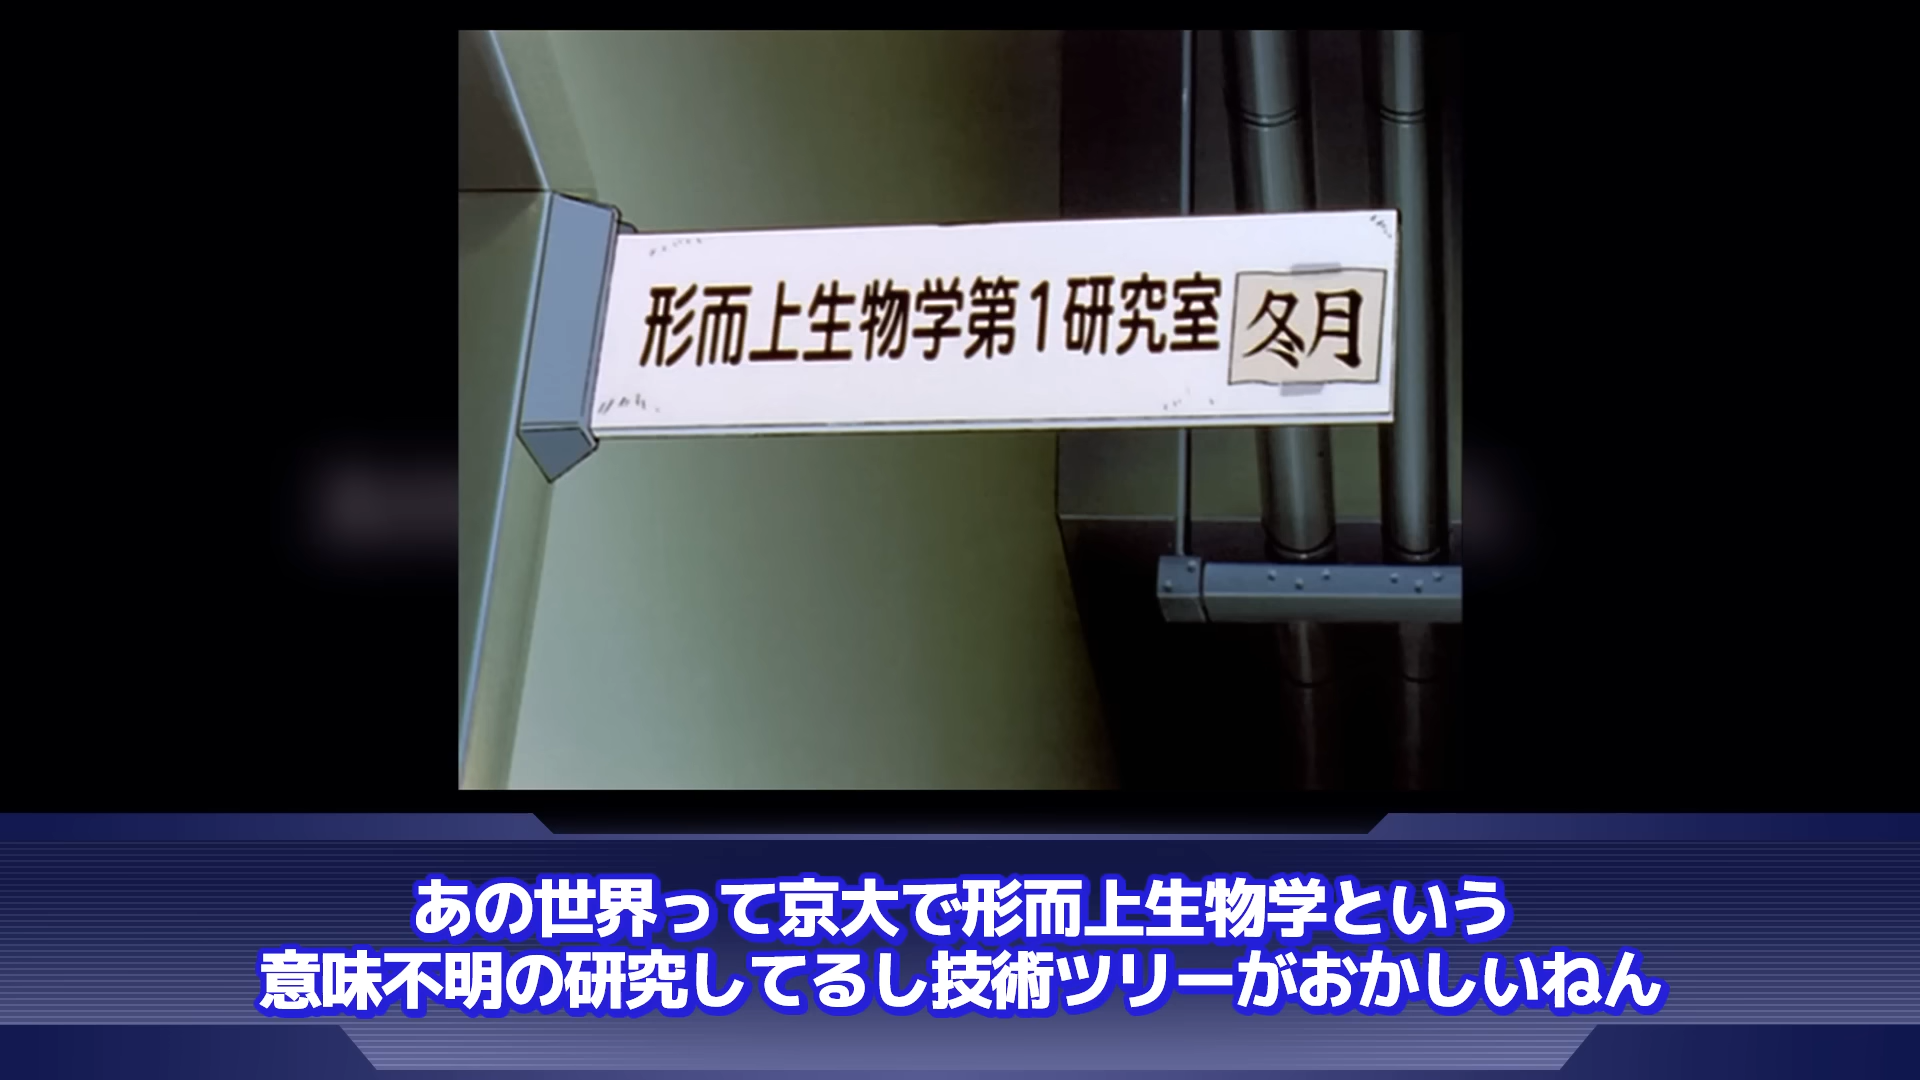 形而上生物学第1研究室
冬月
あの世界って京大で形而上生物学という
意味不明の研究してるし技術ツリーがおかしいねん